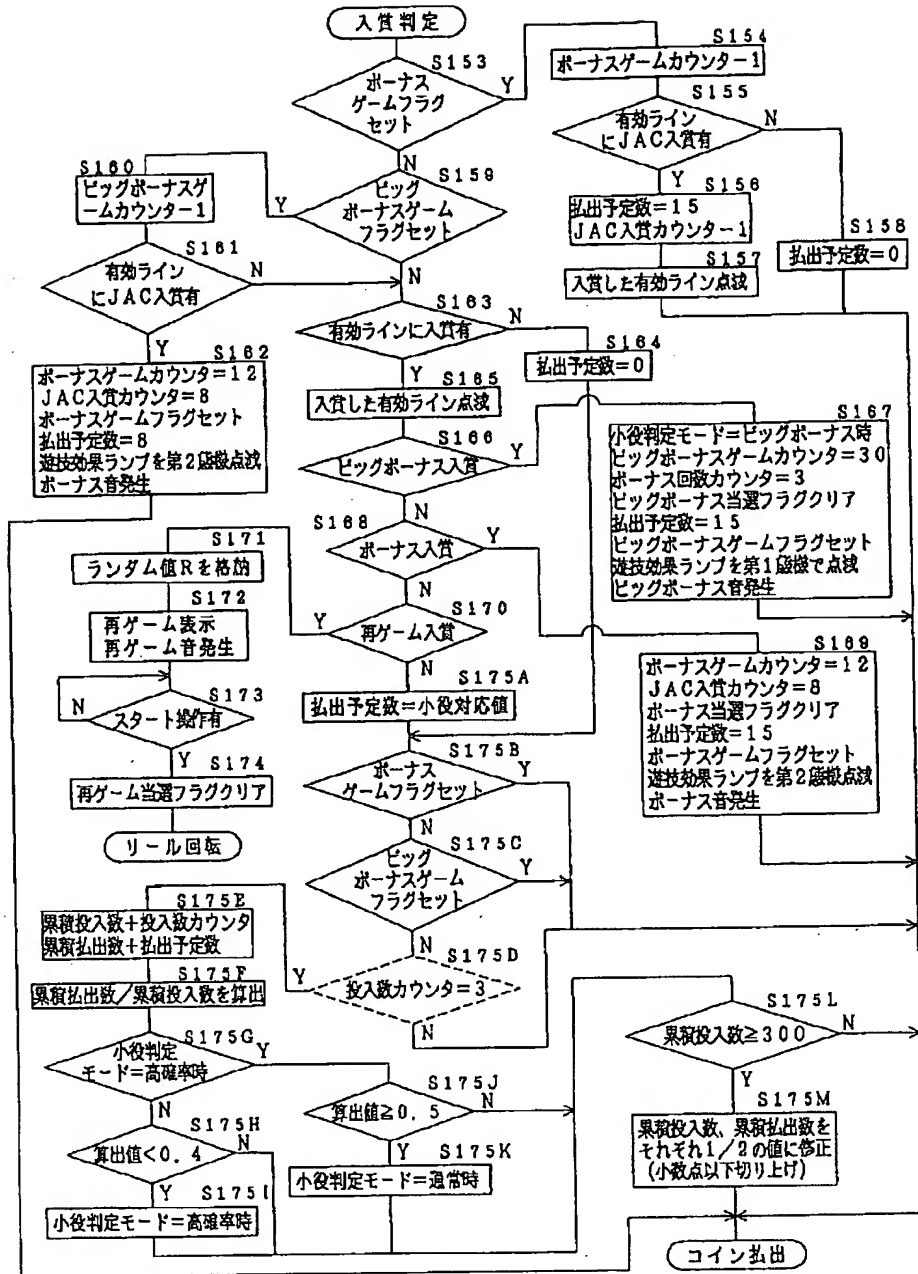 入賞判定
S153
ボーナス
ゲームフラグ
セット
Y
N
S154
ボーナスゲームカウンター1
S155
有効ライン
にJAC入賞有
N
Y
S156
払出予定数=15
JAC入賞カウンター1
S157
入賞した有効ライン点滅
S158
払出予定数=0
S159
ビッグ
ボーナスゲーム
フラグセット
Y
N
S160
ビッグボーナスゲ
ームカウンター1
S161
有効ライン
にJAC入賞有
N
Y
S162
ボーナスゲームカウンタ=12
JAC入賞カウンタ=8
ボーナスゲームフラグセット
払出予定数=8
遊技効果ランプを第2態様点滅
ボーナス音発生
S163
有効ラインに入賞有
N
Y
S164
払出予定数=0
S165
入賞した有効ライン点滅
S166
ビッグボーナス入賞
Y
N
S167
小役判定モード=ビッグボーナス時
ビッグボーナスゲームカウンタ=30
ボーナス回数カウンタ=3
ビッグボーナス当選フラグクリア
払出予定数=15
ビッグボーナスゲームフラグセット
遊技効果ランプを第1態様で点滅
ビッグボーナス音発生
S168
ボーナス入賞
Y
N
S169
ボーナスゲームカウンタ=12
JAC入賞カウンタ=8
ボーナス当選フラグクリア
払出予定数=15
ボーナスゲームフラグセット
遊技効果ランプを第2態様点滅
ボーナス音発生
S170
再ゲーム入賞
Y
N
S171
ランダム値Rを格納
S172
再ゲーム表示
再ゲーム音発生
S173
スタート操作有
N
Y
S174
再ゲーム当選フラグクリア
リール回転
S175A
払出予定数=小役対応値
S175B
ボーナス
ゲームフラグセット
Y
N
S175C
ビッグ
ボーナスゲーム
フラグセット
Y
N
S175D
投入数カウンタ=3
Y
N
S175E
累積投入数+投入数カウンタ
累積払出数+払出予定数
S175F
累積払出数/累積投入数を算出
S175G
小役判定
モード=高確率時
Y
N
S175H
算出値<0.4
N
Y
S175I
小役判定モード=高確率時
S175J
算出値≧0.5
N
Y
S175K
小役判定モード=通常時
S175L
累積投入数≧300
N
Y
S175M
累積投入数、累積払出数を
それぞれ1/2の値に修正
(小数点以下切り上げ)
コイン払出